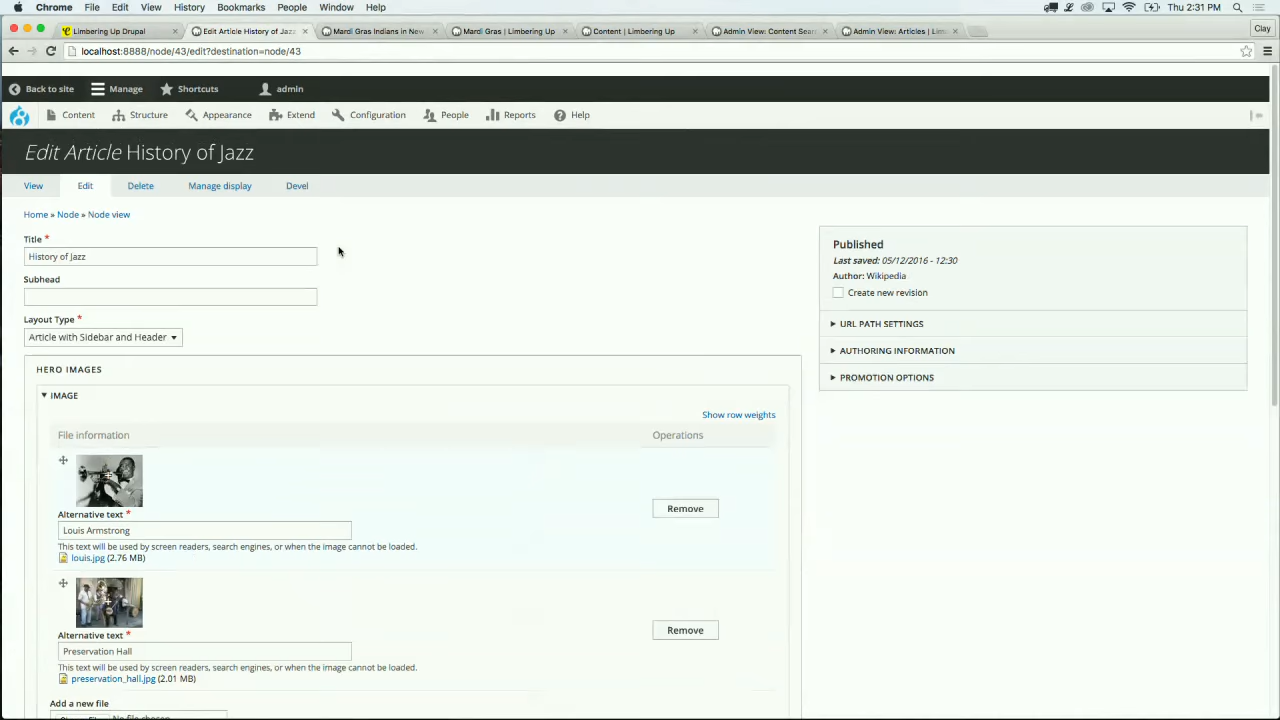 Chrome File Edit View History Bookmarks People Window Help Thu 2:31 PM
Limbering Up Drupal Edit Article History of Jazz Mardi Gras Indians in New Mardi Gras | Limbering Up Content | Limbering Up Admin View: Content Sear Admin View: Articles | Lim Clay
localhost:8888/node/43/edit?destination=node/43
Back to site Manage Shortcuts admin
Content Structure Appearance Extend Configuration People Reports Help
Edit Article History of Jazz
View Edit Delete Manage display Devel
Home » Node » Node view
Title *
History of Jazz
Subhead
Layout Type *
Article with Sidebar and Header
Published
Last saved: 05/12/2016 - 12:30
Author: Wikipedia
Create new revision
URL PATH SETTINGS
AUTHORING INFORMATION
PROMOTION OPTIONS
HERO IMAGES
IMAGE
Show row weights
File information Operations
Alternative text *
Louis Armstrong
This text will be used by screen readers, search engines, or when the image cannot be loaded.
louis.jpg (2.76 MB)
Remove
Alternative text *
Preservation Hall
This text will be used by screen readers, search engines, or when the image cannot be loaded.
preservation_hall.jpg (2.01 MB)
Remove
Add a new file
No file chosen